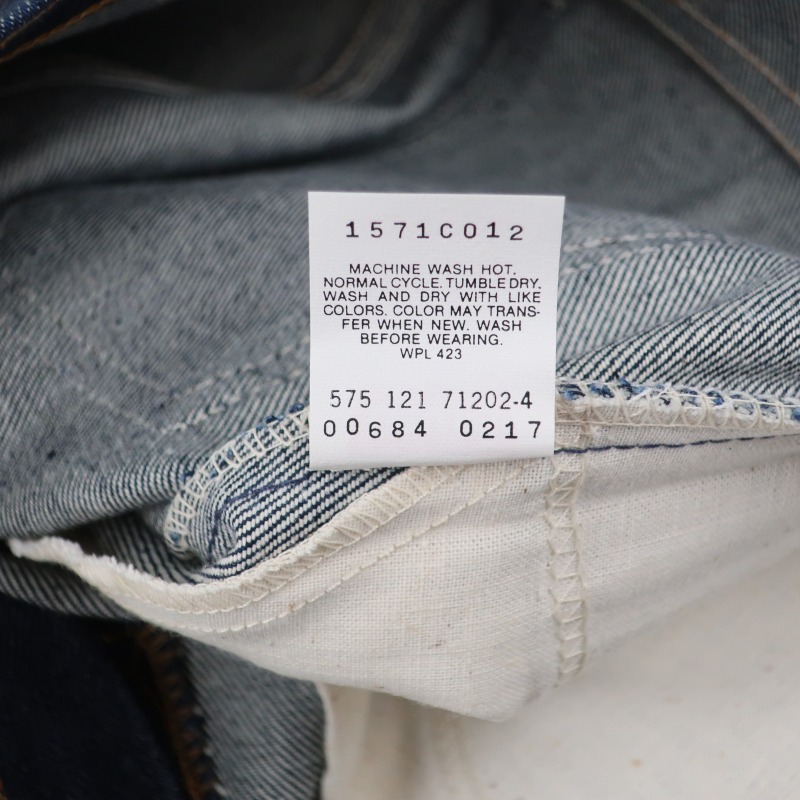 1571C012
MACHINE WASH HOT.
NORMAL CYCLE. TUMBLE DRY.
WASH AND DRY WITH LIKE
COLORS. COLOR MAY TRANS-
FER WHEN NEW. WASH
BEFORE WEARING.
WPL 423
575 121 71202-4
00684 0217